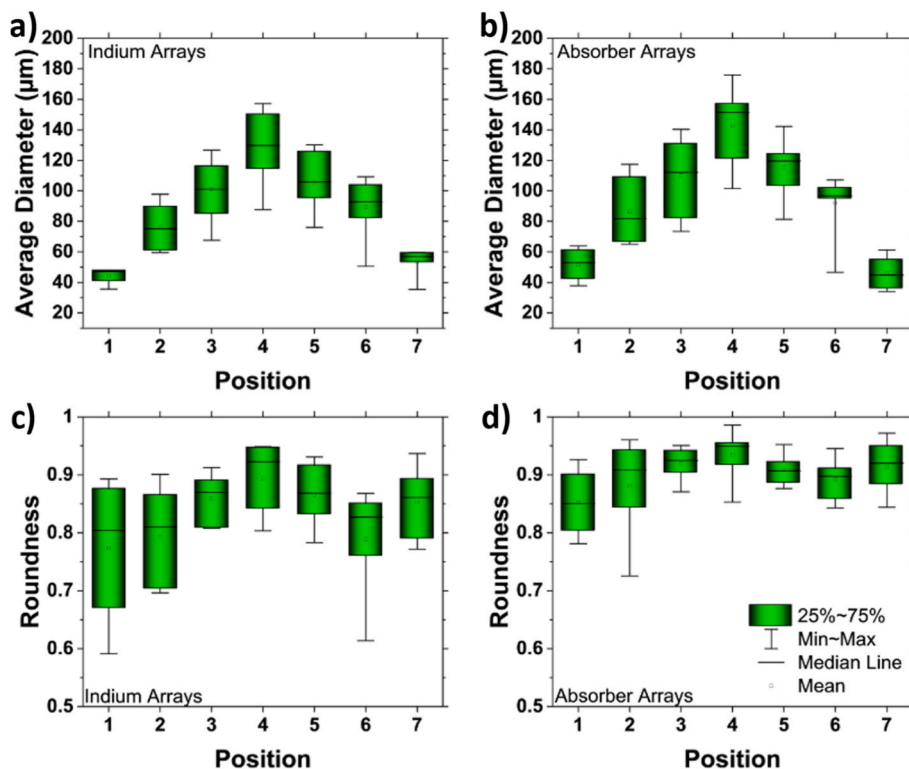 a)
Indium Arrays
Average Diameter (µm)
200
180
160
140
120
100
80
60
40
20
1 2 3 4 5 6 7
Position
b)
Absorber Arrays
Average Diameter (µm)
200
180
160
140
120
100
80
60
40
20
1 2 3 4 5 6 7
Position
c)
Roundness
1
0.9
0.8
0.7
0.6
0.5
Indium Arrays
1 2 3 4 5 6 7
Position
d)
Roundness
1
0.9
0.8
0.7
0.6
0.5
25%~75%
Min~Max
Median Line
Mean
Absorber Arrays
1 2 3 4 5 6 7
Position